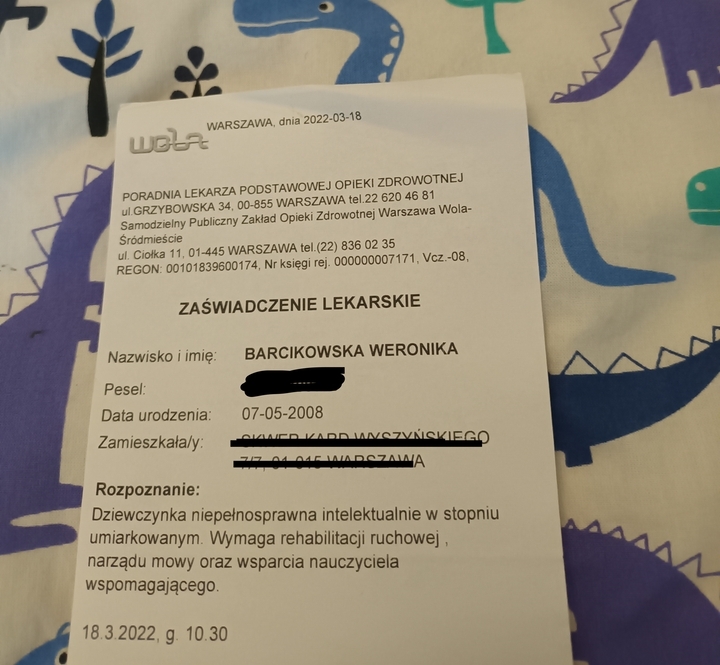 WARSZAWA, dnia 2022-03-18
wola
PORADNIA LEKARZA PODSTAWOWEJ OPIEKI ZDROWOTNEJ
ul.GRZYBOWSKA 34, 00-855 WARSZAWA tel.22 620 46 81
Samodzielny Publiczny Zakład Opieki Zdrowotnej Warszawa Wola-
Śródmieście
ul. Ciołka 11, 01-445 WARSZAWA tel.(22) 836 02 35
REGON: 00101839600174, Nr księgi rej. 000000007171, Vcz.-08,
ZAŚWIADCZENIE LEKARSKIE
Nazwisko i imię: BARCIKOWSKA WERONIKA
Pesel:
Data urodzenia: 07-05-2008
Zamieszkała/y:
Rozpoznanie:
Dziewczynka niepełnosprawna intelektualnie w stopniu
umiarkowanym. Wymaga rehabilitacji ruchowej ,
narządu mowy oraz wsparcia nauczyciela
wspomagającego.
18.3.2022, g. 10.30